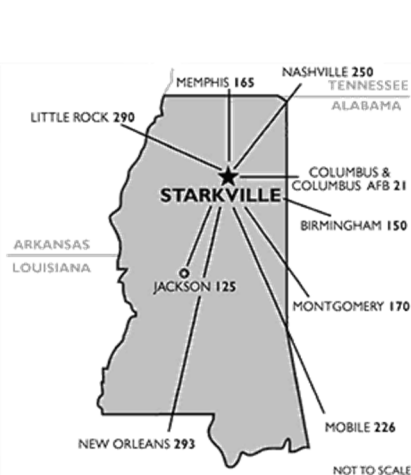 NASHVILLE 250
MEMPHIS 165
TENNESSEE
ALABAMA
LITTLE ROCK 290
COLUMBUS &
COLUMBUS AFB 21
STARKVILLE
BIRMINGHAM 150
ARKANSAS
LOUISIANA
JACKSON 125
MONTGOMERY 170
MOBILE 226
NEW ORLEANS 293
NOT TO SCALE